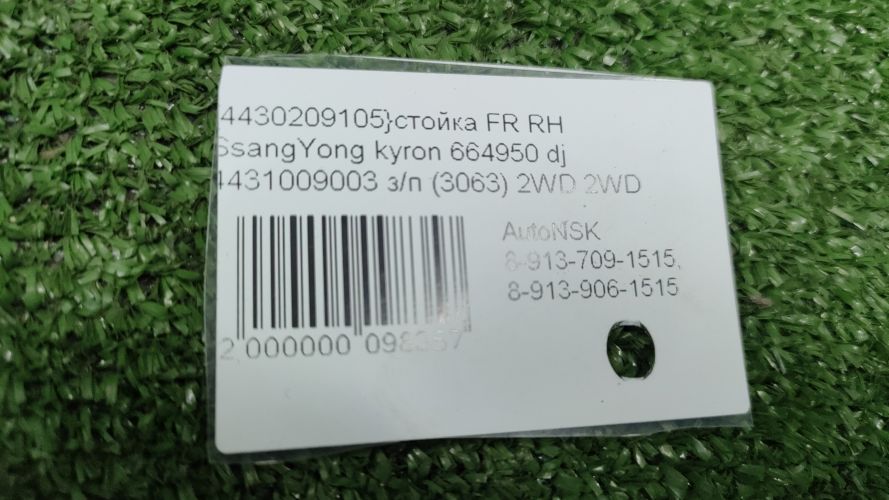 4430209105}стойка FR RH
SsangYong kyron 664950 dj
4431009003 з/п (3063) 2WD 2WD
AutoNSK
8-913-709-1515,
8-913-906-1515
2 000000 098367